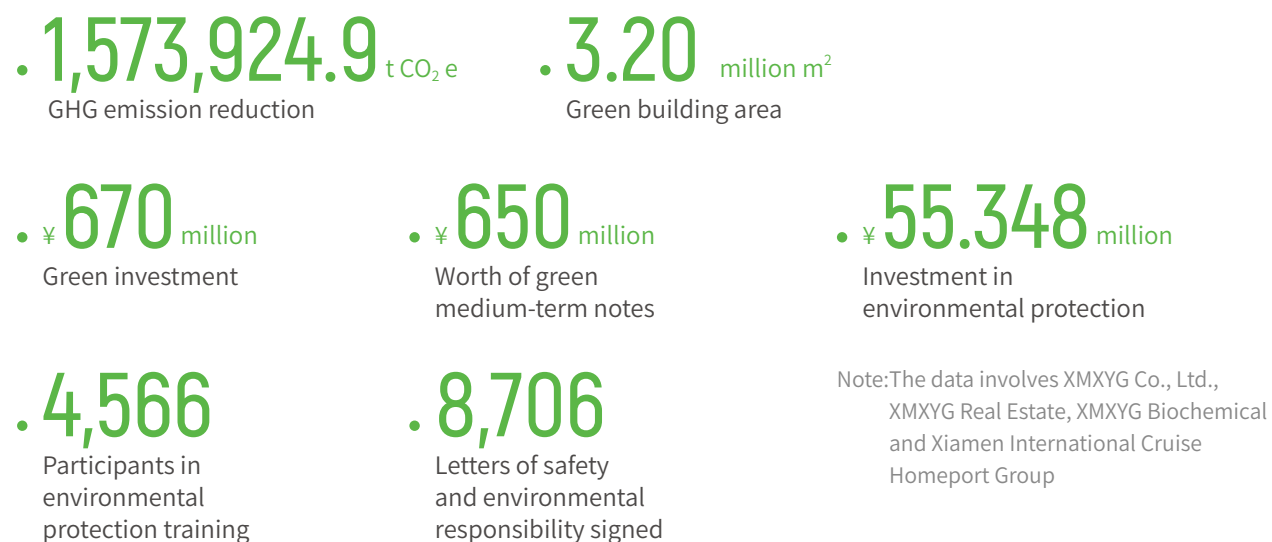 • 1,573,924.9 t CO₂ e
GHG emission reduction
• 3.20 million m²
Green building area
• ¥ 670 million
Green investment
• ¥ 650 million
Worth of green
medium-term notes
• ¥ 55.348 million
Investment in
environmental protection
• 4,566
Participants in
environmental
protection training
• 8,706
Letters of safety
and environmental
responsibility signed
Note:The data involves XMXYG Co., Ltd.,
XMXYG Real Estate, XMXYG Biochemical
and Xiamen International Cruise
Homeport Group